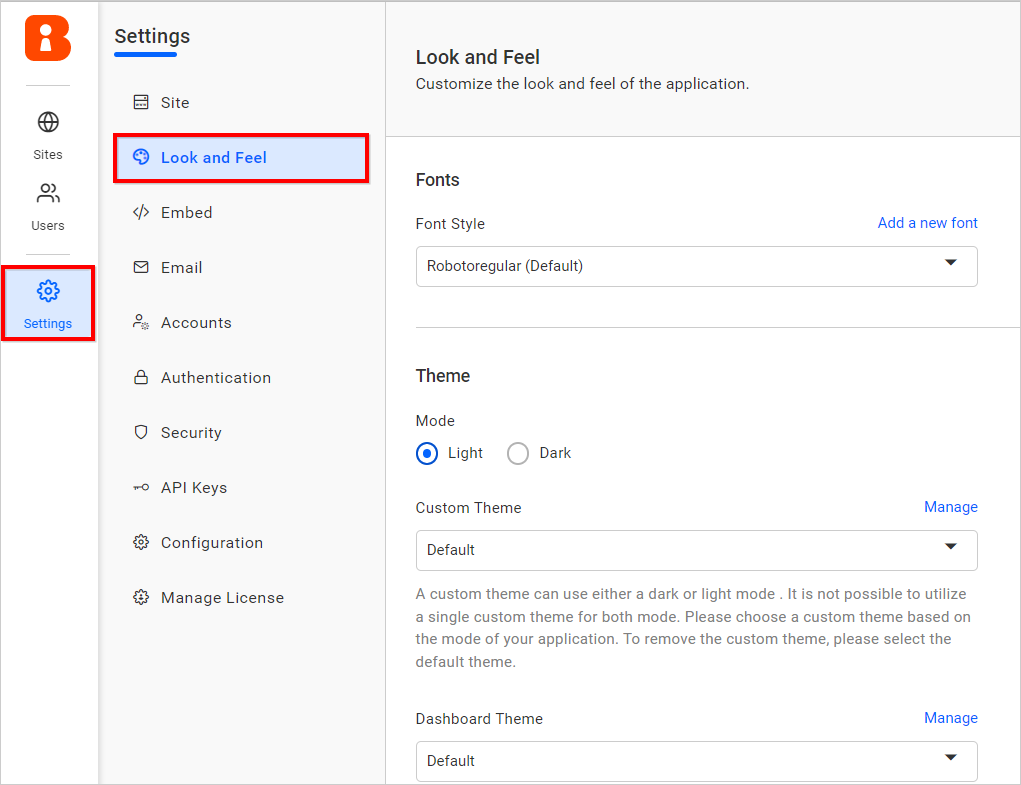 Sites
Users
Settings
Settings
Site
Look and Feel
Embed
Email
Accounts
Authentication
Security
API Keys
Configuration
Manage License
Look and Feel
Customize the look and feel of the application.
Fonts
Font Style
Add a new font
Robotoregular (Default)
Theme
Mode
Light
Dark
Custom Theme
Manage
Default
A custom theme can use either a dark or light mode . It is not possible to utilize
a single custom theme for both mode. Please choose a custom theme based on
the mode of your application. To remove the custom theme, please select the
default theme.
Dashboard Theme
Manage
Default